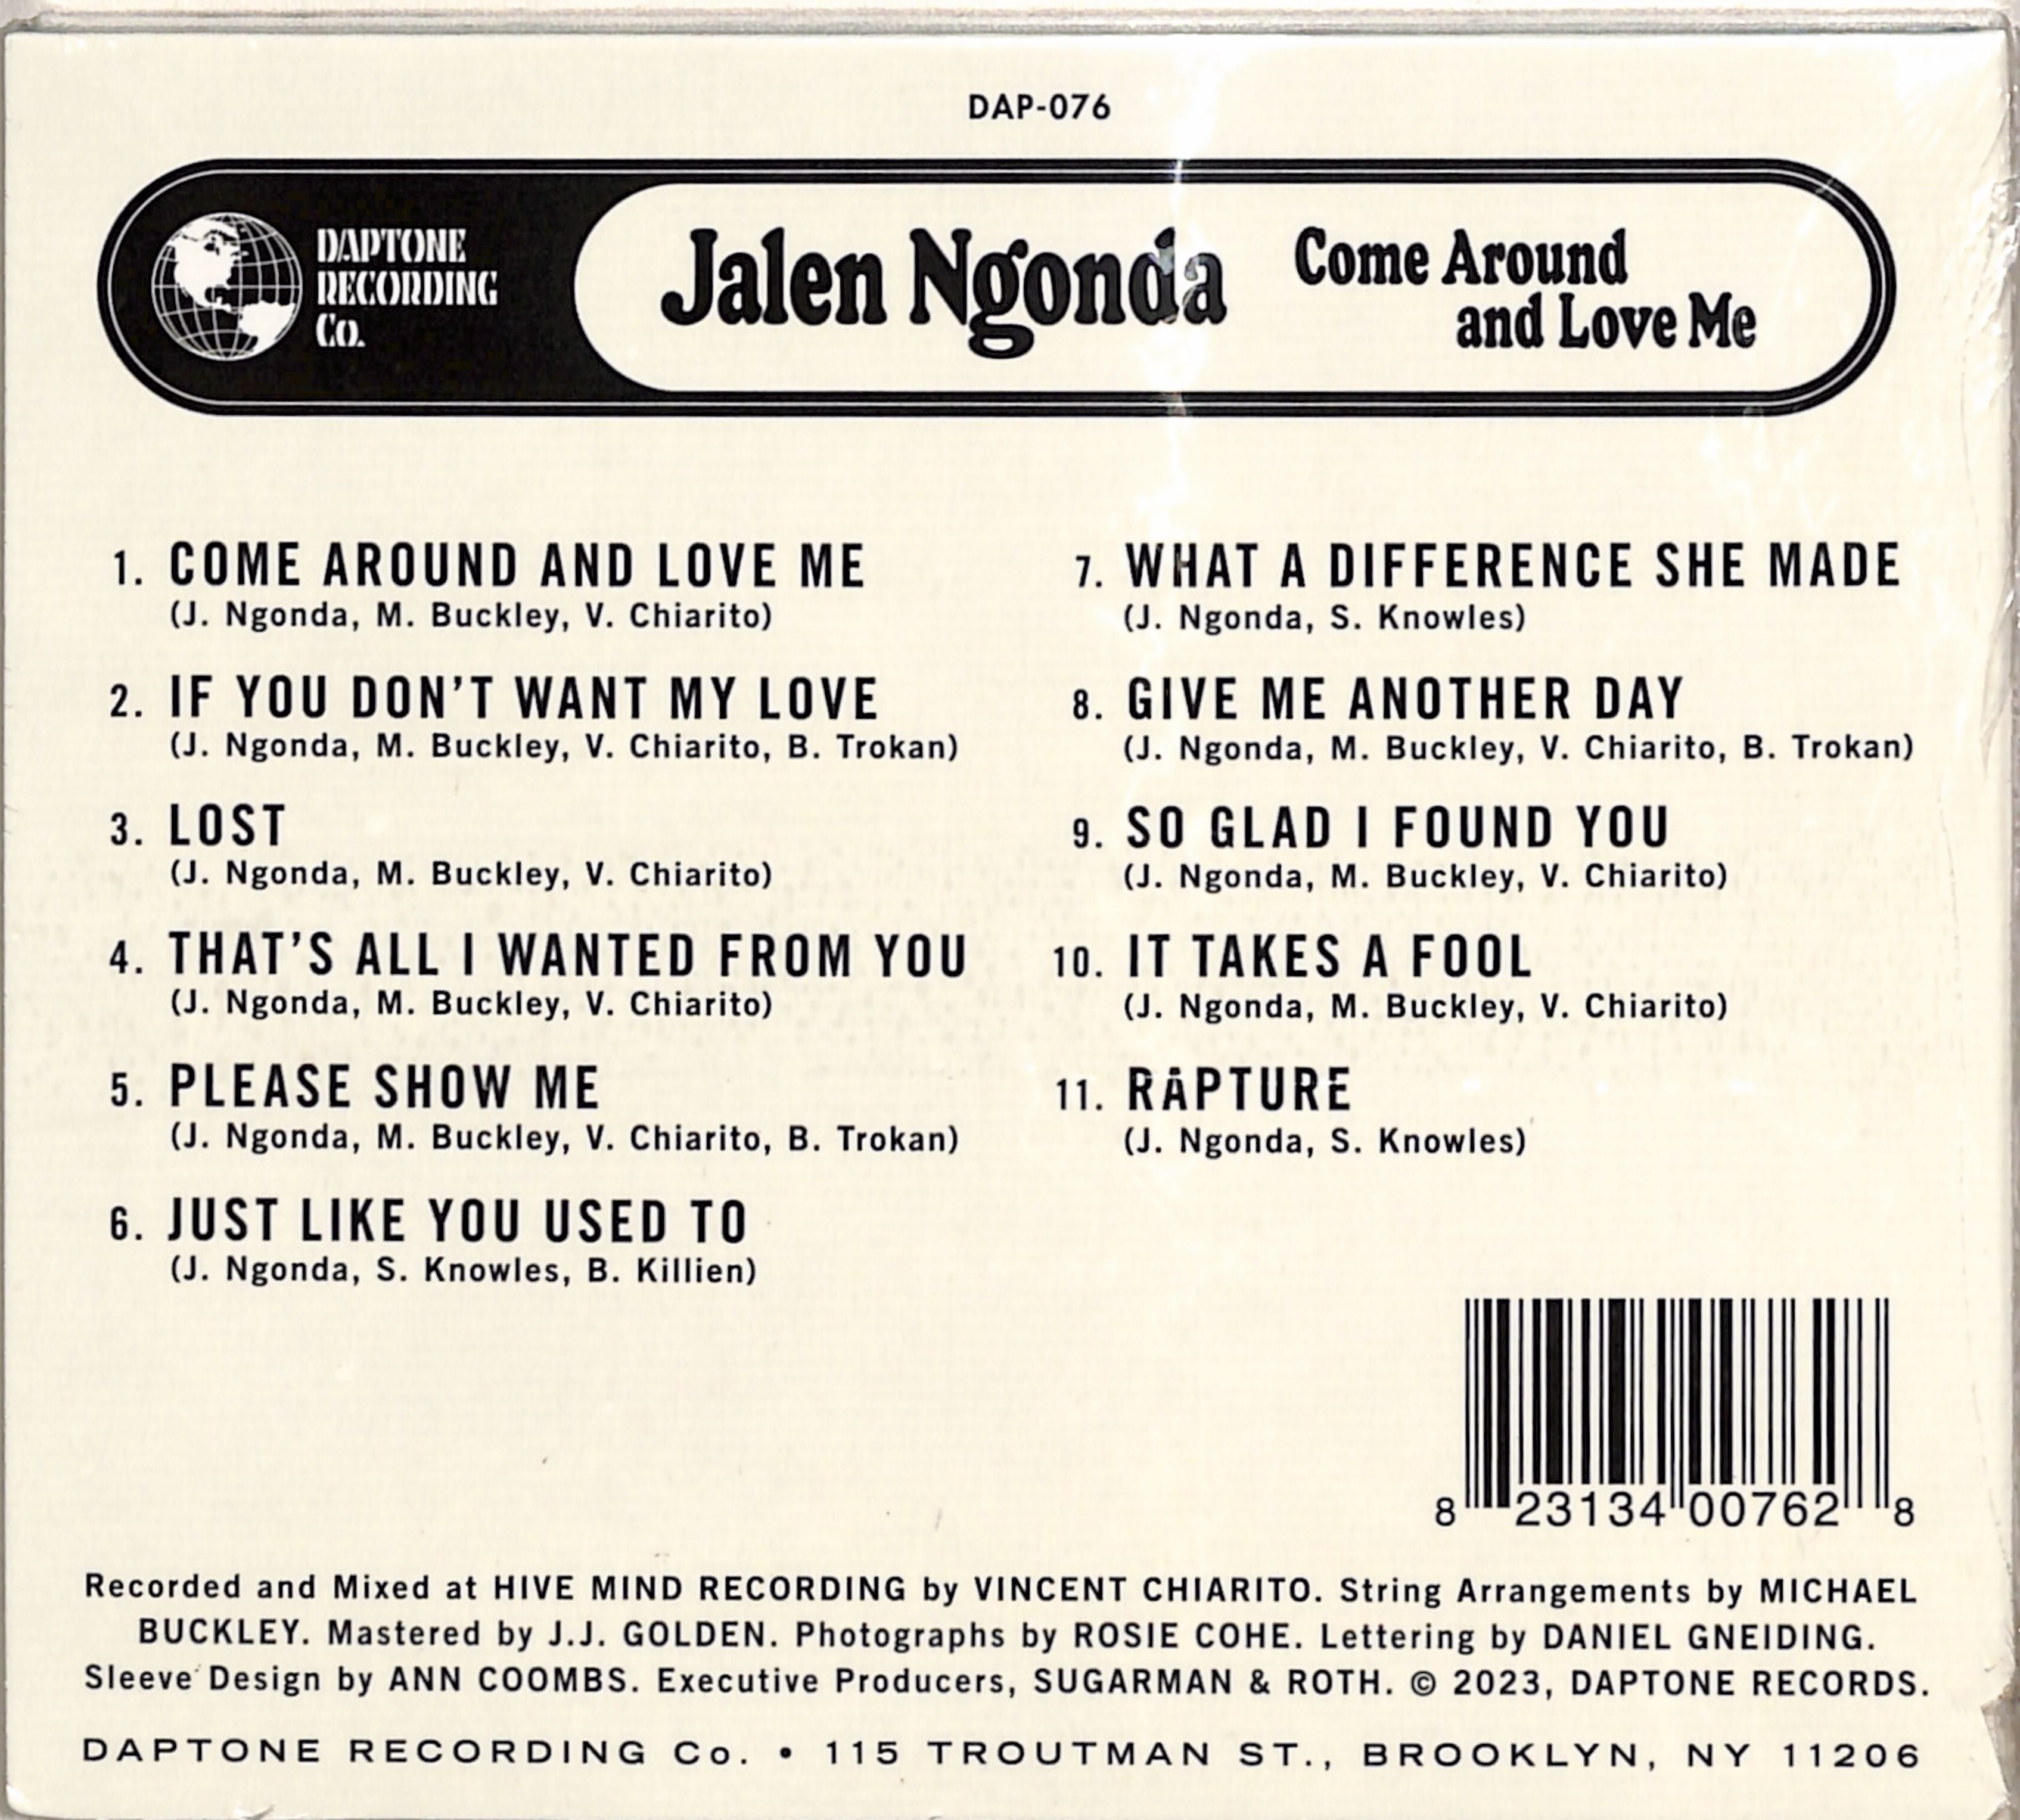 DAP-076
DAPTONE
RECORDING
Co.
Jalen Ngonda
Come Around
and Love Me
1. COME AROUND AND LOVE ME
(J. Ngonda, M. Buckley, V. Chiarito)
2. IF YOU DON'T WANT MY LOVE
(J. Ngonda, M. Buckley, V. Chiarito, B. Trokan)
3. LOST
(J. Ngonda, M. Buckley, V. Chiarito)
4. THAT'S ALL I WANTED FROM YOU
(J. Ngonda, M. Buckley, V. Chiarito)
5. PLEASE SHOW ME
(J. Ngonda, M. Buckley, V. Chiarito, B. Trokan)
6. JUST LIKE YOU USED TO
(J. Ngonda, S. Knowles, B. Killien)
7. WHAT A DIFFERENCE SHE MADE
(J. Ngonda, S. Knowles)
8. GIVE ME ANOTHER DAY
(J. Ngonda, M. Buckley, V. Chiarito, B. Trokan)
9. SO GLAD I FOUND YOU
(J. Ngonda, M. Buckley, V. Chiarito)
10. IT TAKES A FOOL
(J. Ngonda, M. Buckley, V. Chiarito)
11. RAPTURE
(J. Ngonda, S. Knowles)
8 23134 00762 8
Recorded and Mixed at HIVE MIND RECORDING by VINCENT CHIARITO. String Arrangements by MICHAEL
BUCKLEY. Mastered by J.J. GOLDEN. Photographs by ROSIE COHE. Lettering by DANIEL GNEIDING.
Sleeve Design by ANN COOMBS. Executive Producers, SUGARMAN & ROTH. © 2023, DAPTONE RECORDS.
DAPTONE RECORDING Co. • 115 TROUTMAN ST., BROOKLYN, NY 11206